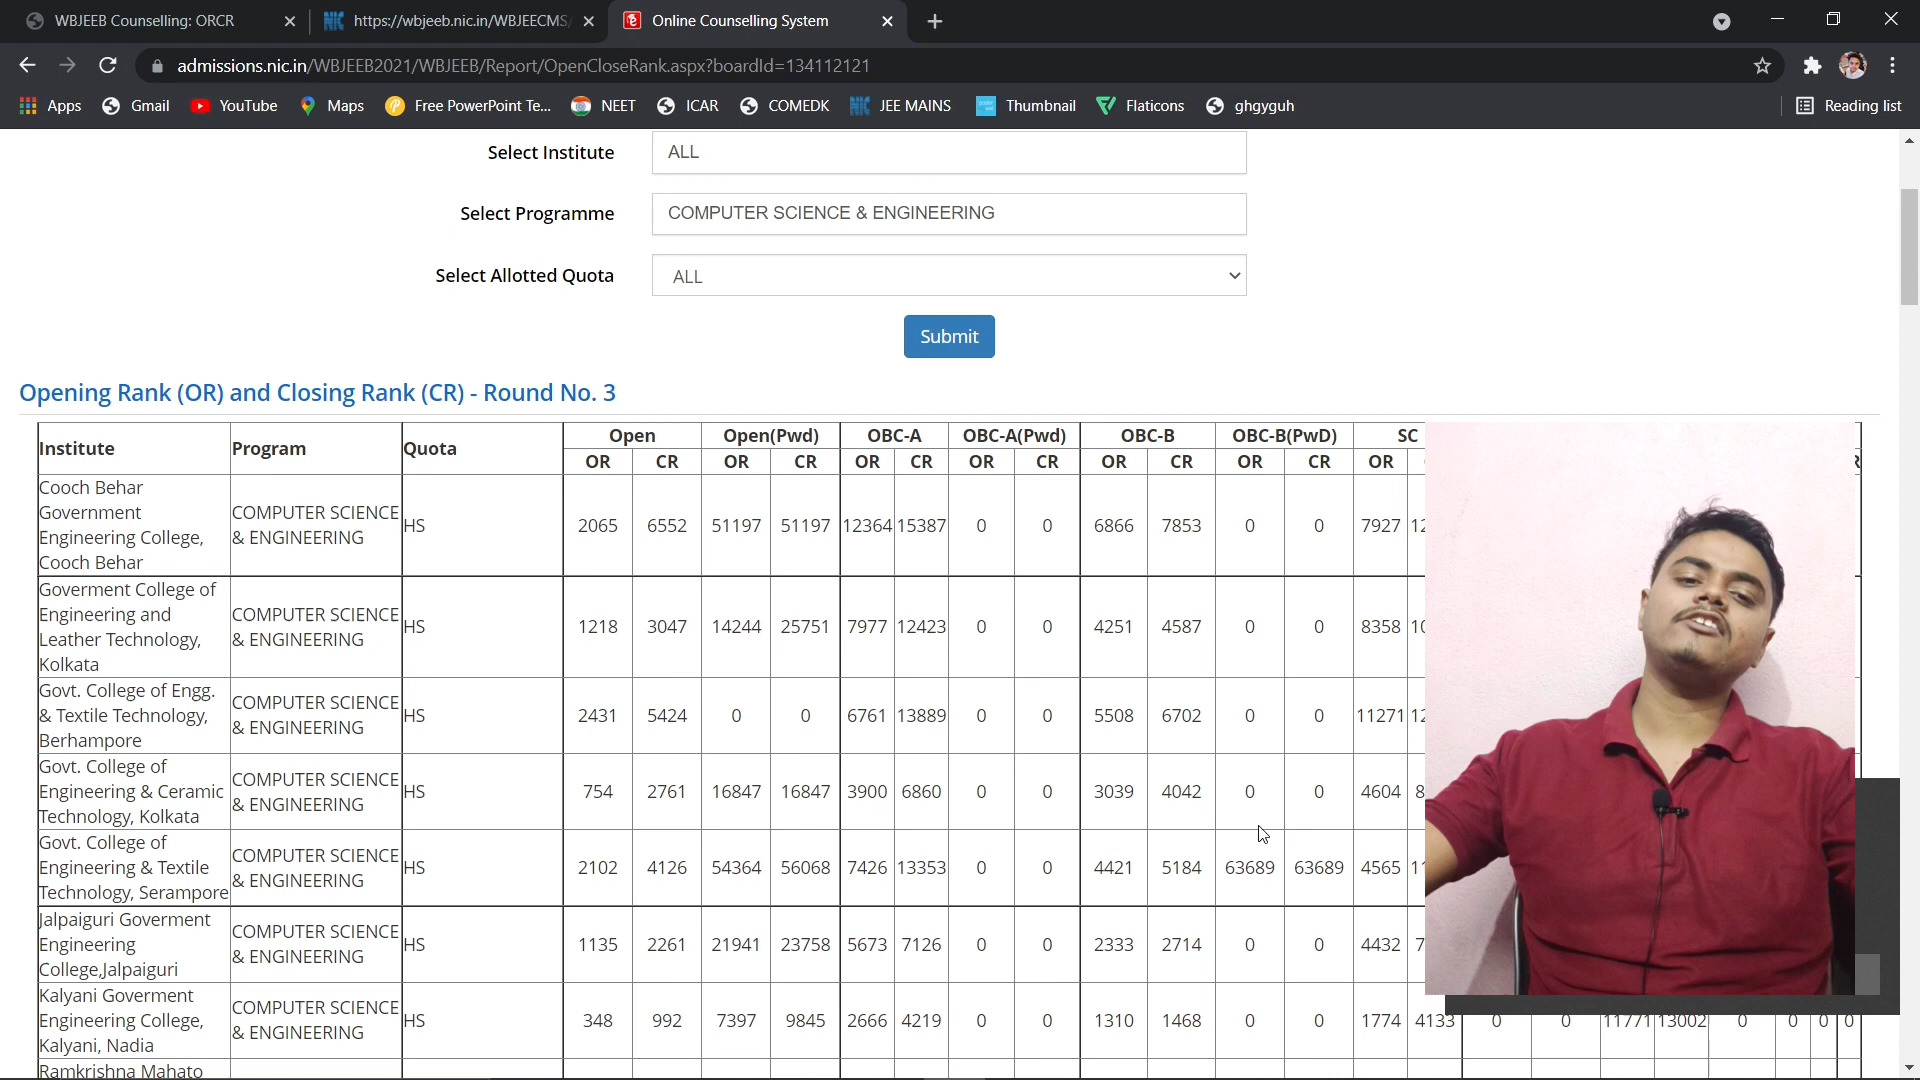 WBJEEB Counselling: ORCR
https://wbjeeb.nic.in/WBJEECMS/
Online Counselling System
admissions.nic.in/WBJEEB2021/WBJEEB/Report/OpenCloseRank.aspx?boardId=134112121
Apps Gmail YouTube Maps Free PowerPoint Te... NEET ICAR COMEDK JEE MAINS Thumbnail Flaticons ghgyguh Reading list
Select Institute ALL
Select Programme COMPUTER SCIENCE & ENGINEERING
Select Allotted Quota ALL
Submit
Opening Rank (OR) and Closing Rank (CR) - Round No. 3
Institute Program Quota Open Open(Pwd) OBC-A OBC-A(Pwd) OBC-B OBC-B(PwD) SC
OR CR OR CR OR CR OR CR OR CR OR CR OR
Cooch Behar
Government
Engineering College,
Cooch Behar
COMPUTER SCIENCE
& ENGINEERING
HS 2065 6552 51197 51197 12364 15387 0 0 6866 7853 0 0 7927
Goverment College of
Engineering and
Leather Technology,
Kolkata
COMPUTER SCIENCE
& ENGINEERING
HS 1218 3047 14244 25751 7977 12423 0 0 4251 4587 0 0 8358
Govt. College of Engg.
& Textile Technology,
Berhampore
COMPUTER SCIENCE
& ENGINEERING
HS 2431 5424 0 0 6761 13889 0 0 5508 6702 0 0 11271
Govt. College of
Engineering & Ceramic
Technology, Kolkata
COMPUTER SCIENCE
& ENGINEERING
HS 754 2761 16847 16847 3900 6860 0 0 3039 4042 0 0 4604
Govt. College of
Engineering & Textile
Technology, Serampore
COMPUTER SCIENCE
& ENGINEERING
HS 2102 4126 54364 56068 7426 13353 0 0 4421 5184 63689 63689 4565
Jalpaiguri Goverment
Engineering
College,Jalpaiguri
COMPUTER SCIENCE
& ENGINEERING
HS 1135 2261 21941 23758 5673 7126 0 0 2333 2714 0 0 4432
Kalyani Goverment
Engineering College,
Kalyani, Nadia
COMPUTER SCIENCE
& ENGINEERING
HS 348 992 7397 9845 2666 4219 0 0 1310 1468 0 0 1774 4133 0 0 11771 13002 0 0 0 0
Ramkrishna Mahato